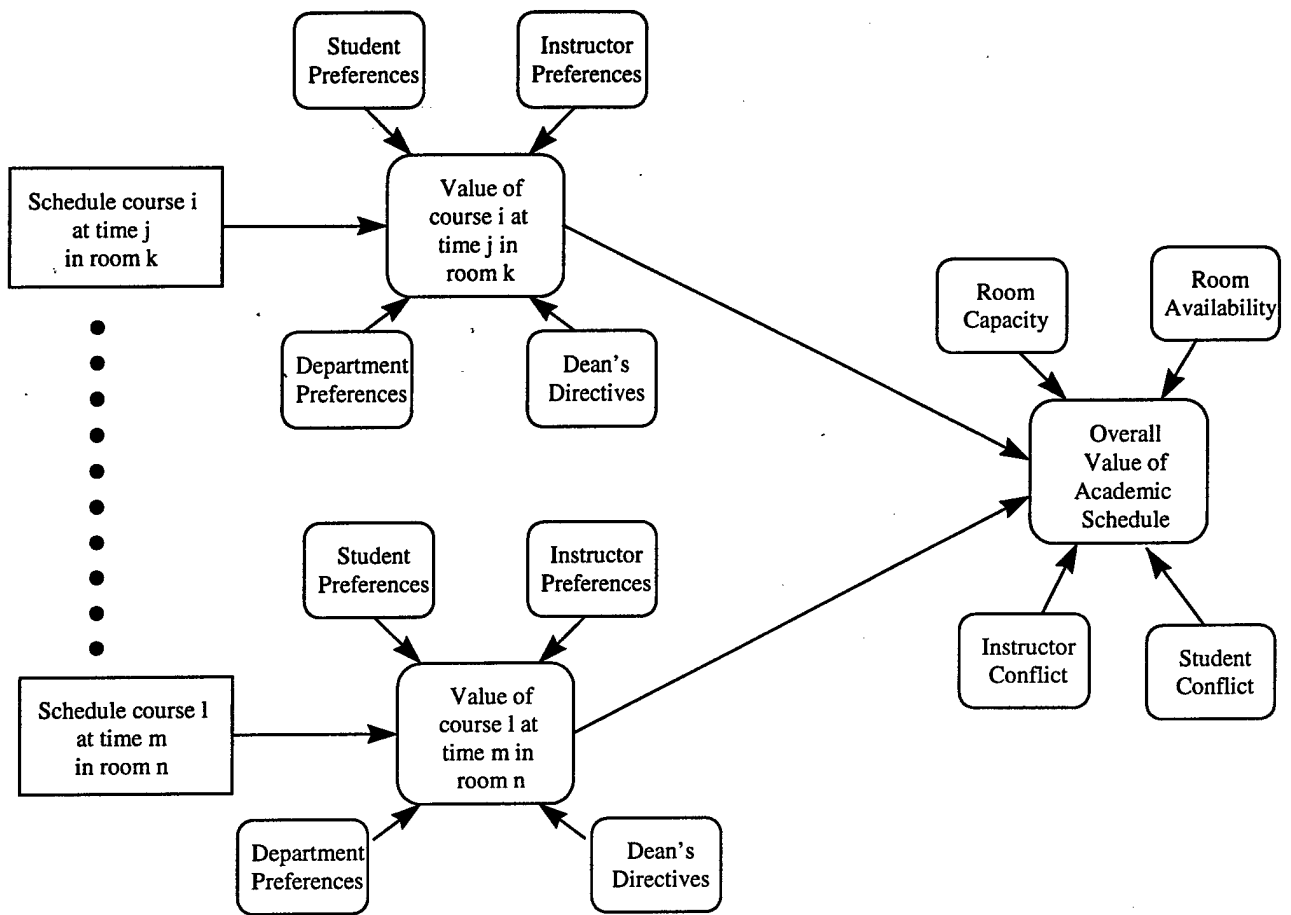 Student
Preferences
Instructor
Preferences
Schedule course i
at time j
in room k
Value of
course i at
time j in
room k
Department
Preferences
Dean's
Directives
Room
Capacity
Room
Availability
Overall
Value of
Academic
Schedule
Instructor
Conflict
Student
Conflict
Student
Preferences
Instructor
Preferences
Schedule course l
at time m
in room n
Value of
course l at
time m in
room n
Department
Preferences
Dean's
Directives